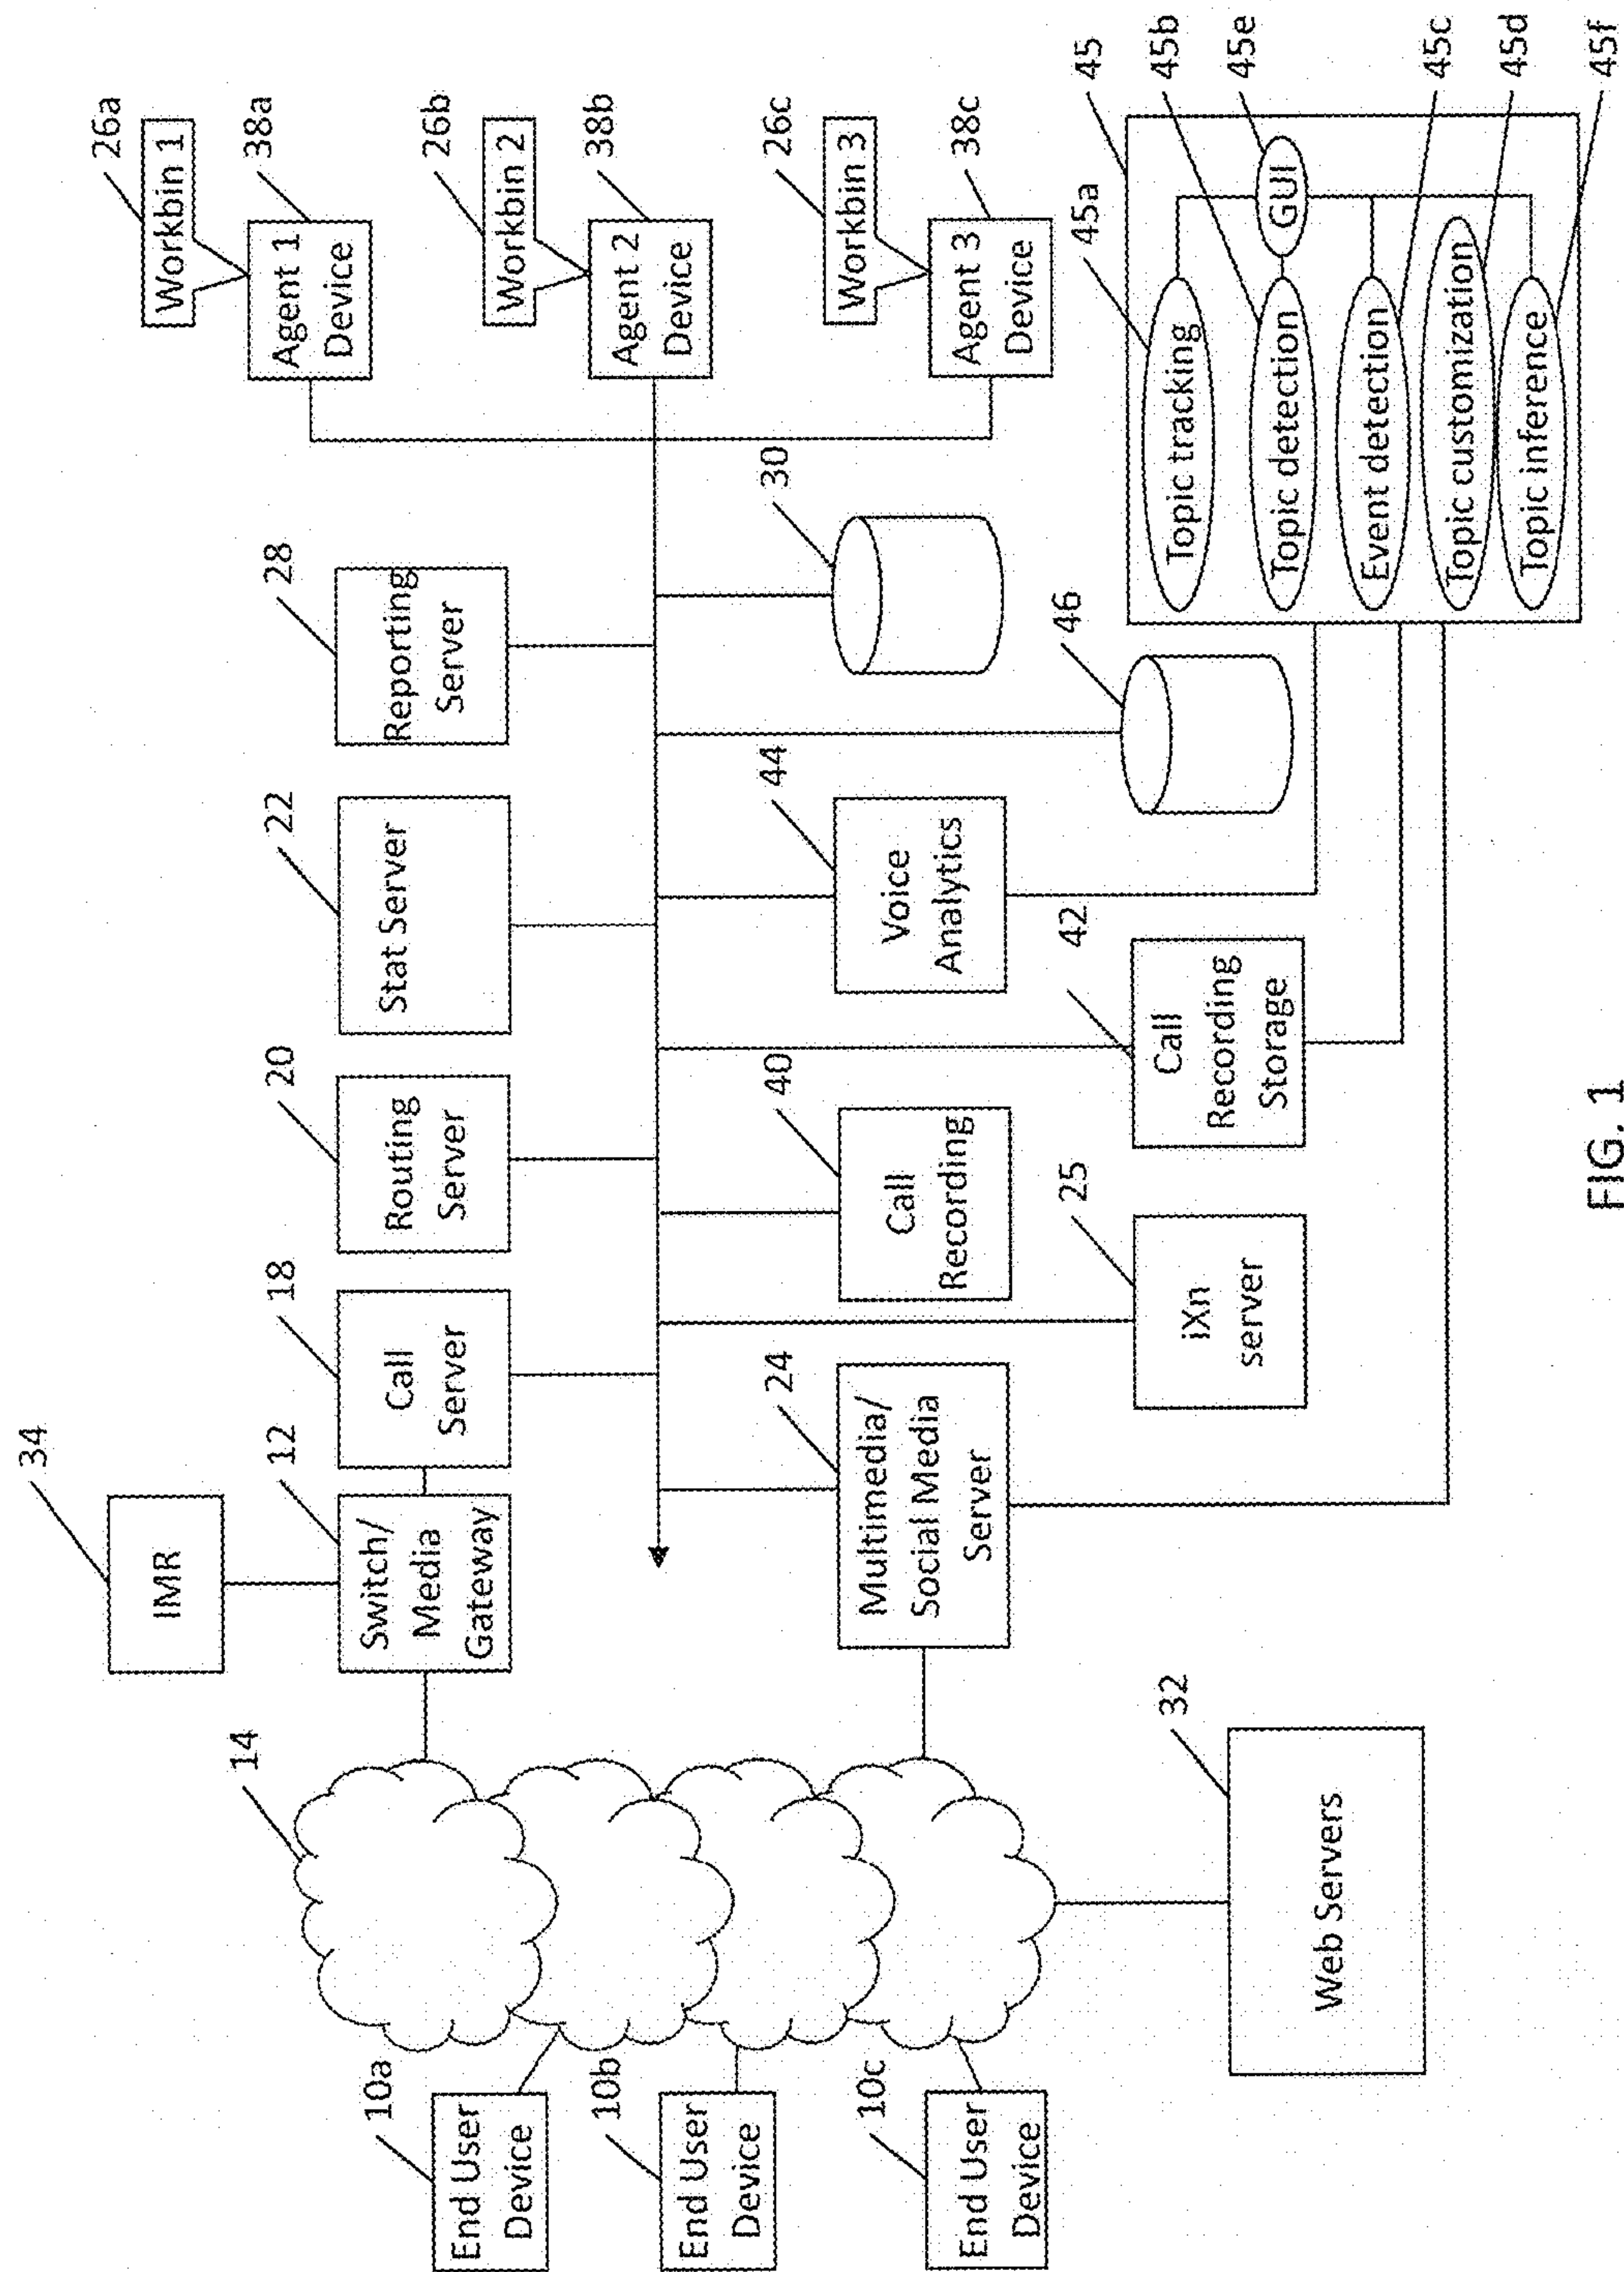 34
IMR
14
12
Switch/
Media
Gateway
18
Call
Server
20
Routing
Server
22
Stat Server
28
Reporting
Server
26a
Workbin 1
38a
Agent 1
Device
26b
Workbin 2
38b
Agent 2
Device
26c
Workbin 3
38c
Agent 3
Device
10a
End User
Device
10b
End User
Device
10c
End User
Device
24
Multimedia/
Social Media
Server
40
Call
Recording
44
Voice
Analytics
30
32
Web Servers
25
iXn
server
42
Call
Recording
Storage
46
45
45a
Topic tracking
45b
Topic detection
45e
GUI
Event detection
45c
Topic customization
45d
Topic inference
45f
FIG. 1